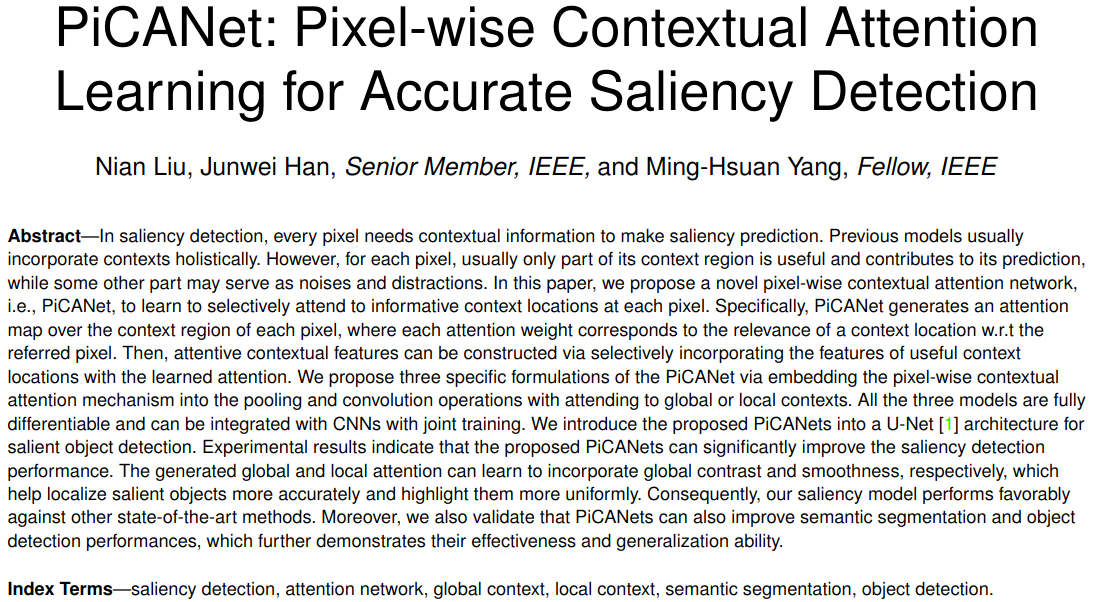 PiCANet: Pixel-wise Contextual Attention
Learning for Accurate Saliency Detection
Nian Liu, Junwei Han, Senior Member, IEEE, and Ming-Hsuan Yang, Fellow, IEEE
Abstract—In saliency detection, every pixel needs contextual information to make saliency prediction. Previous models usually
incorporate contexts holistically. However, for each pixel, usually only part of its context region is useful and contributes to its prediction,
while some other part may serve as noises and distractions. In this paper, we propose a novel pixel-wise contextual attention network,
i.e., PiCANet, to learn to selectively attend to informative context locations at each pixel. Specifically, PiCANet generates an attention
map over the context region of each pixel, where each attention weight corresponds to the relevance of a context location w.r.t the
referred pixel. Then, attentive contextual features can be constructed via selectively incorporating the features of useful context
locations with the learned attention. We propose three specific formulations of the PiCANet via embedding the pixel-wise contextual
attention mechanism into the pooling and convolution operations with attending to global or local contexts. All the three models are fully
differentiable and can be integrated with CNNs with joint training. We introduce the proposed PiCANets into a U-Net [1] architecture for
salient object detection. Experimental results indicate that the proposed PiCANets can significantly improve the saliency detection
performance. The generated global and local attention can learn to incorporate global contrast and smoothness, respectively, which
help localize salient objects more accurately and highlight them more uniformly. Consequently, our saliency model performs favorably
against other state-of-the-art methods. Moreover, we also validate that PiCANets can also improve semantic segmentation and object
detection performances, which further demonstrates their effectiveness and generalization ability.
Index Terms—saliency detection, attention network, global context, local context, semantic segmentation, object detection.